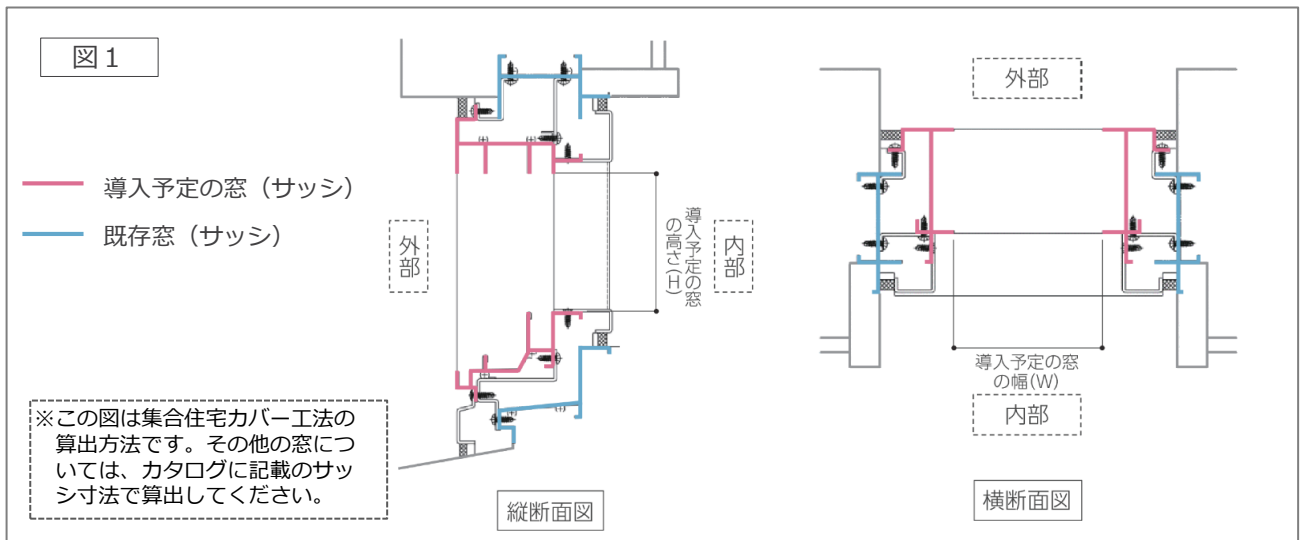 図1
導入予定の窓（サッシ）
既存窓（サッシ）
※この図は集合住宅カバー工法の
算出方法です。その他の窓につ
いては、カタログに記載のサッ
シ寸法で算出してください。
外部
導入予定の窓
の高さ(H)
内部
縦断面図
外部
導入予定の窓
の幅(W)
内部
横断面図